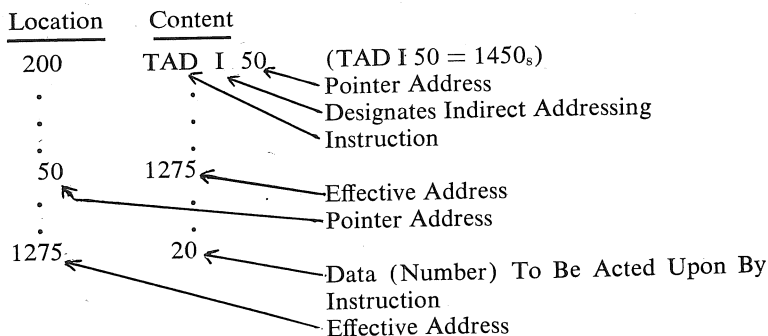 Location Content
200 TAD I 50 (TAD I 50 = 1450₈)
Pointer Address
Designates Indirect Addressing
Instruction
50 1275
Effective Address
Pointer Address
1275 20
Data (Number) To Be Acted Upon By
Instruction
Effective Address